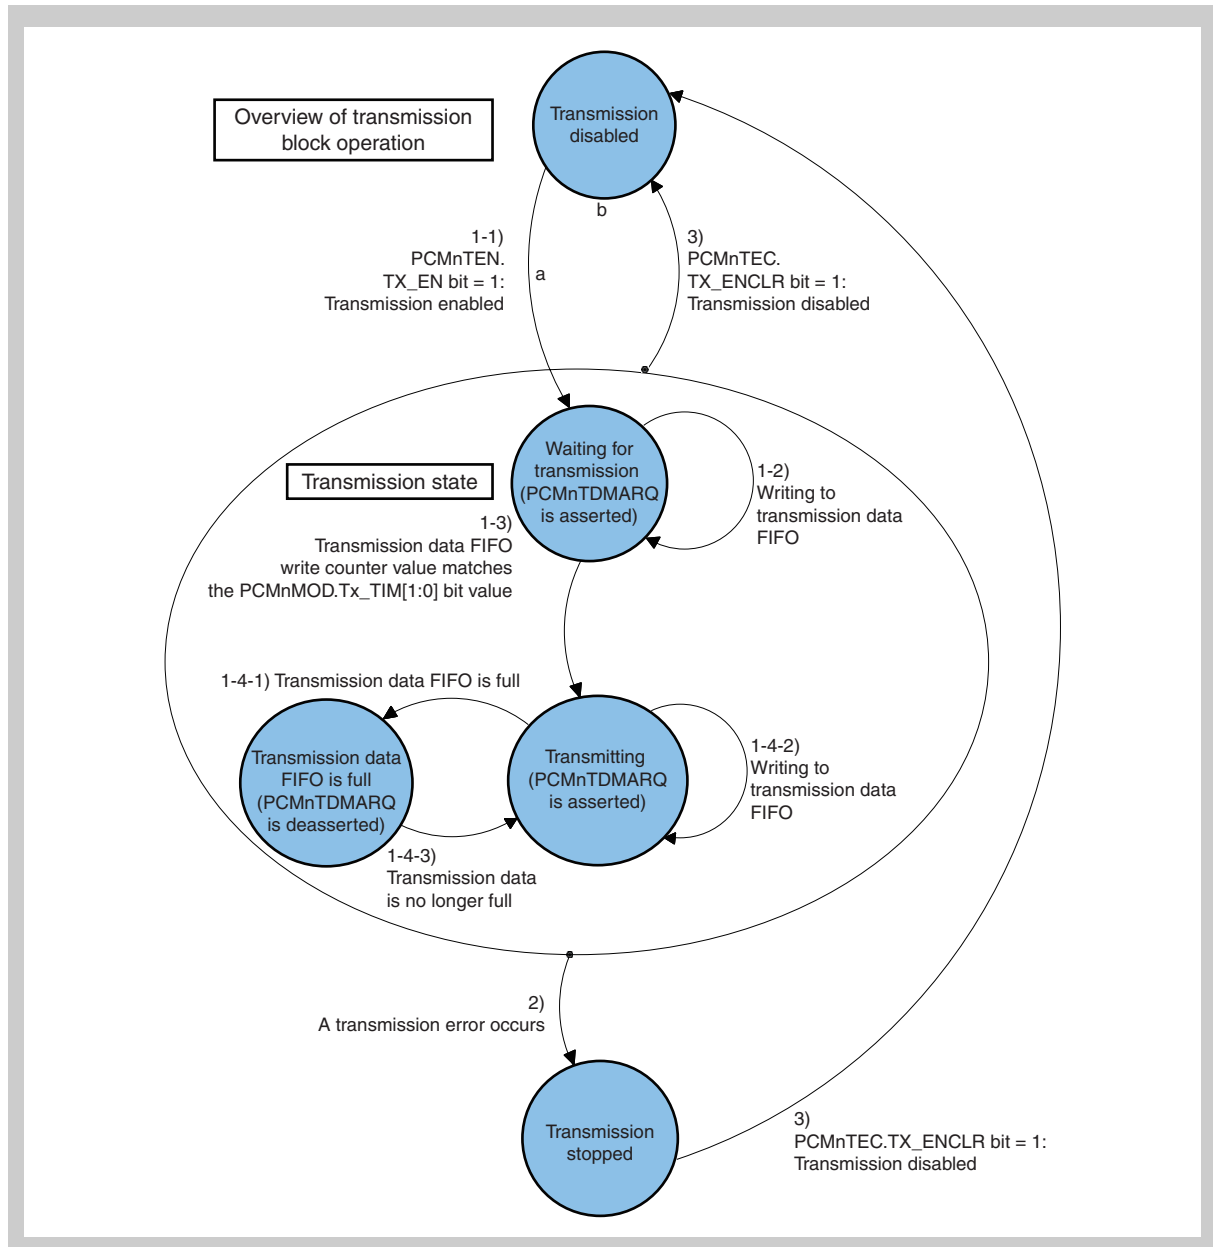 Transmission
disabled
Overview of transmission
block operation
b
1-1)
PCMnTEN.
TX_EN bit = 1:
Transmission enabled
a
3)
PCMnTEC.
TX_ENCLR bit = 1:
Transmission disabled
Waiting for
transmission
(PCMnTDMARQ
is asserted)
Transmission state
1-2)
Writing to
transmission data
FIFO
1-3)
Transmission data FIFO
write counter value matches
the PCMnMOD.Tx_TIM[1:0] bit value
1-4-1) Transmission data FIFO is full
Transmission data
FIFO is full
(PCMnTDMARQ
is deasserted)
Transmitting
(PCMnTDMARQ
is asserted)
1-4-2)
Writing to
transmission data
FIFO
1-4-3)
Transmission data
is no longer full
2)
A transmission error occurs
Transmission
stopped
3)
PCMnTEC.TX_ENCLR bit = 1:
Transmission disabled